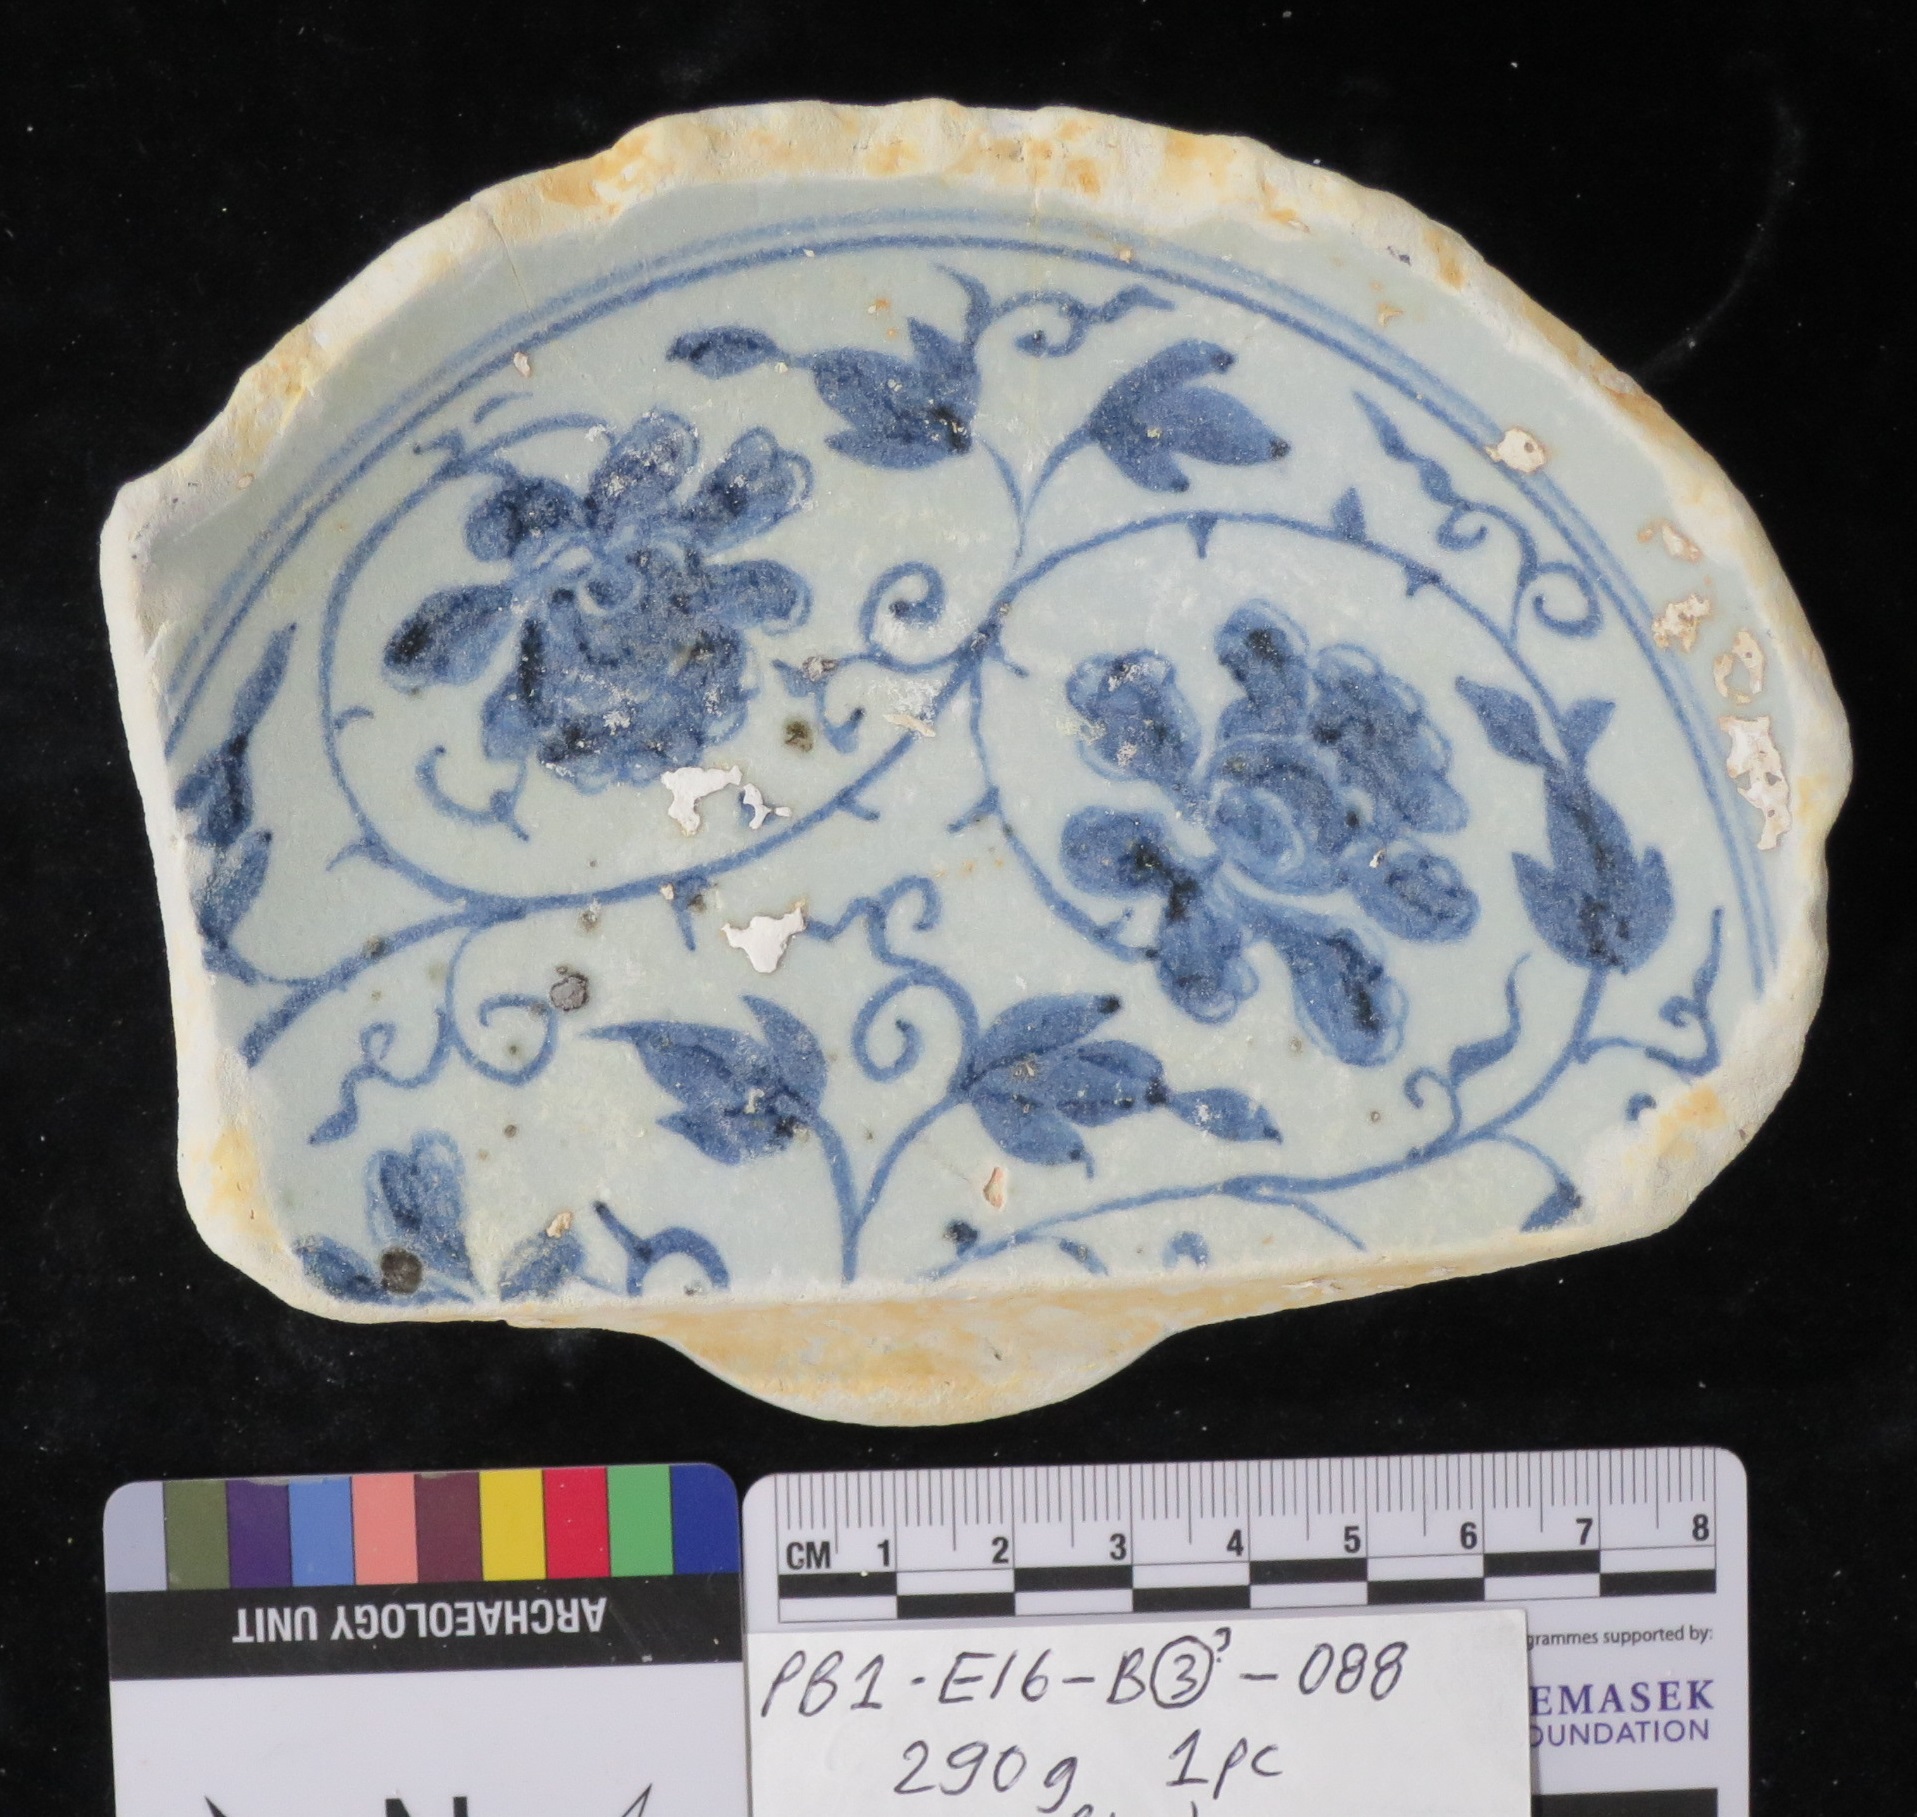 ARCHAEOLOGY UNIT
CM 1 2 3 4 5 6 7 8
grammes supported by:
EMASEK
OUNDATION
PB1-E16-B③?-088
290g 1pc
N